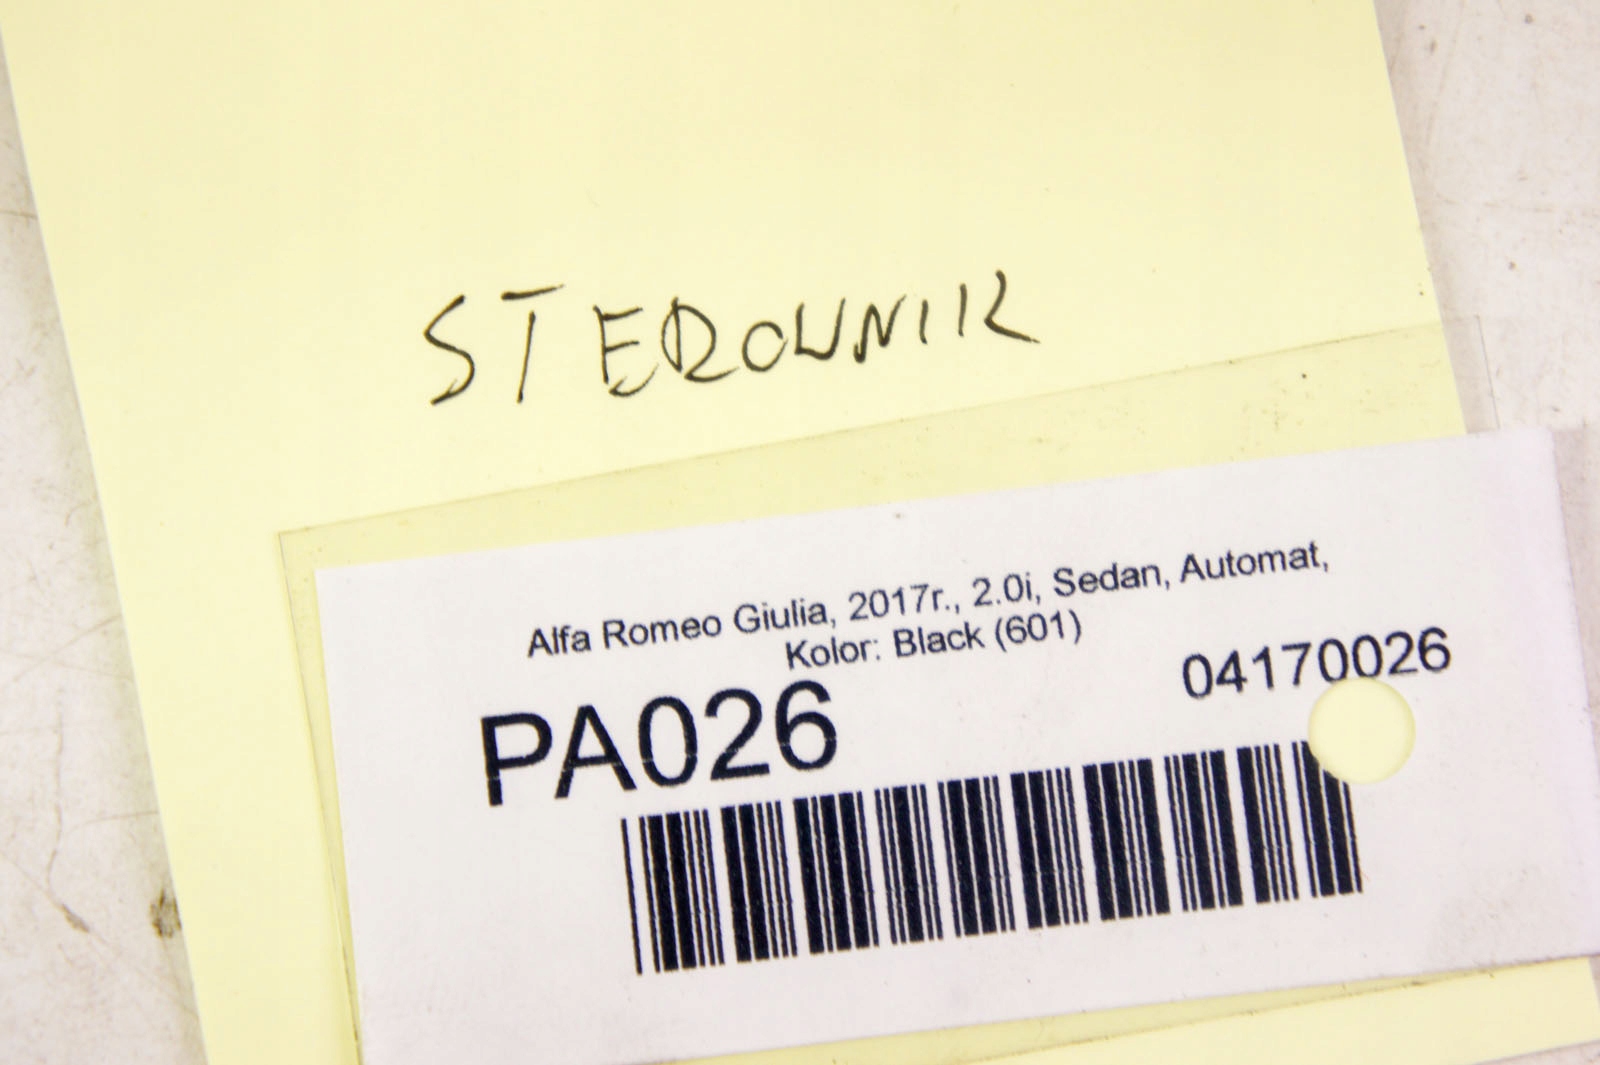 STEROWNIK
Alfa Romeo Giulia, 2017r., 2.0i, Sedan, Automat,
Kolor: Black (601)
04170026
PA026